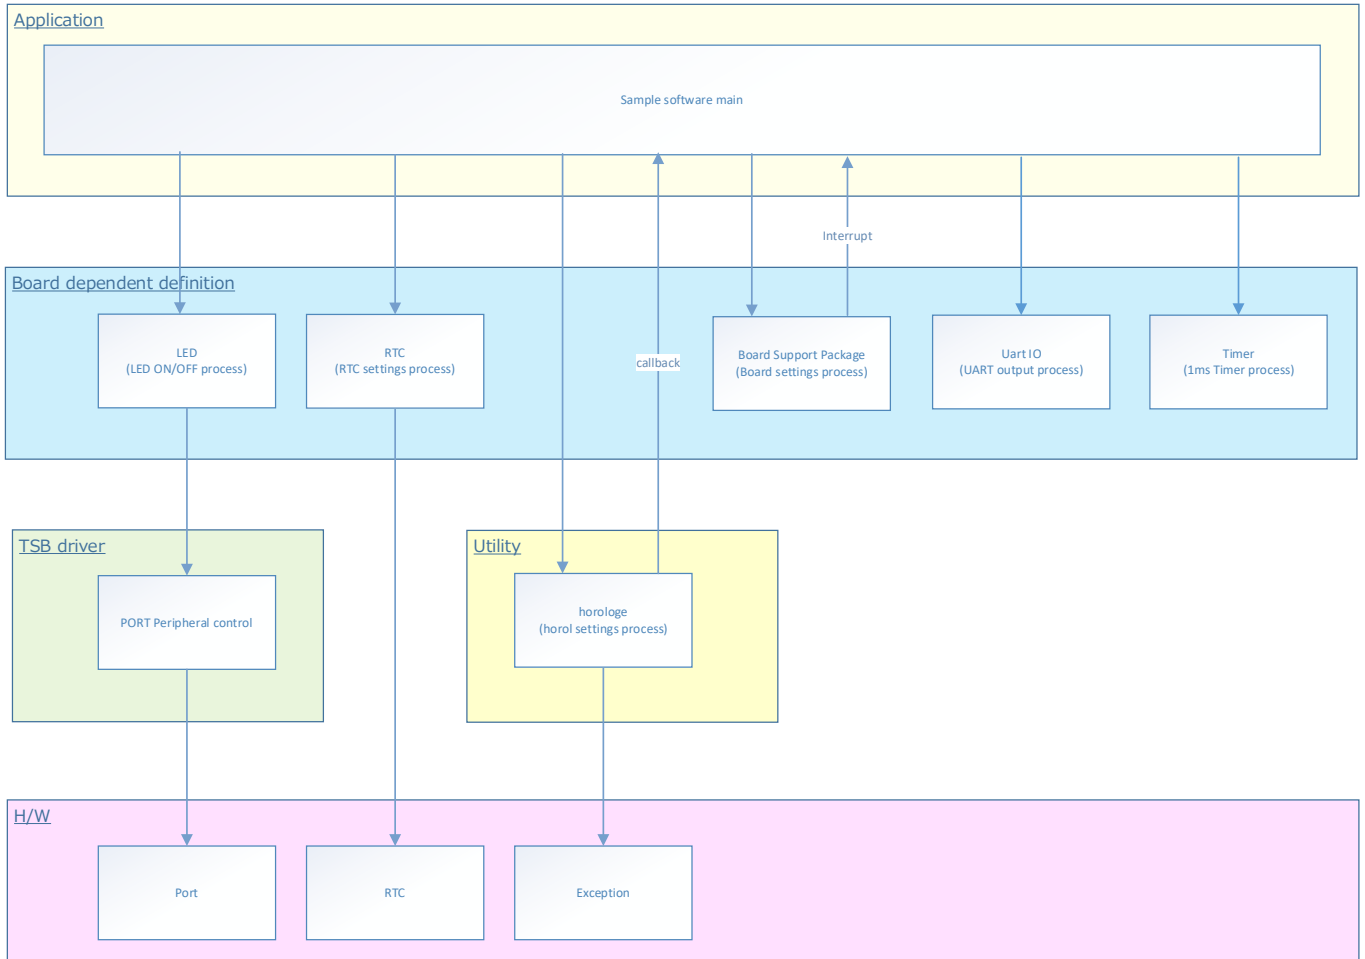 Application
Sample software main
Interrupt
Board dependent definition
LED
(LED ON/OFF process)
RTC
(RTC settings process)
callback
Board Support Package
(Board settings process)
Uart IO
(UART output process)
Timer
(1ms Timer process)
TSB driver
PORT Peripheral control
Utility
horologe
(horol settings process)
H/W
Port
RTC
Exception